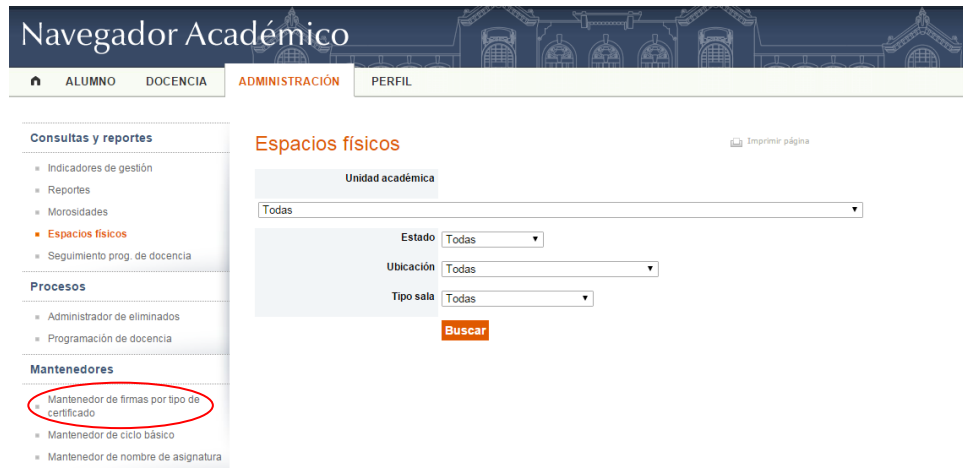 Navegador Académico
ALUMNO DOCENCIA ADMINISTRACIÓN PERFIL
Consultas y reportes
Indicadores de gestión
Reportes
Morosidades
Espacios físicos
Seguimiento prog. de docencia
Procesos
Administrador de eliminados
Programación de docencia
Mantenedores
Mantenedor de firmas por tipo de
certificado
Mantenedor de ciclo básico
Mantenedor de nombre de asignatura
Espacios físicos
Imprimir página
Unidad académica
Todas
Estado Todas
Ubicación Todas
Tipo sala Todas
Buscar